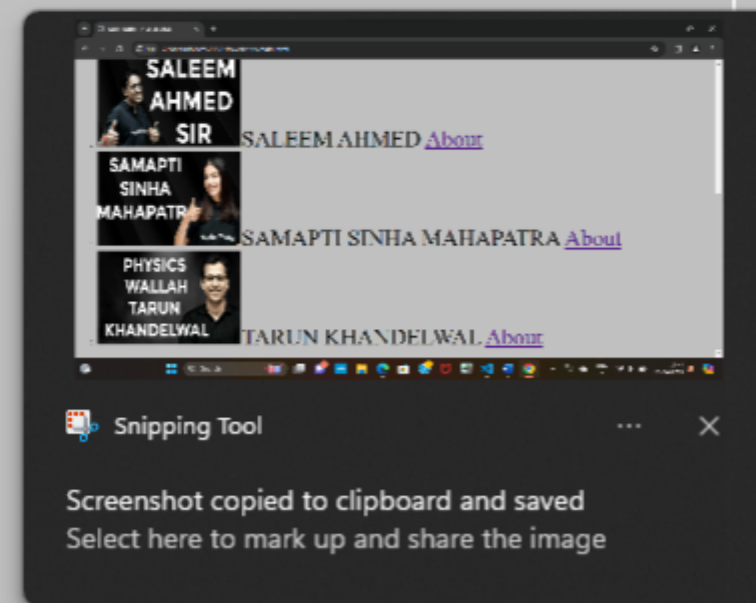 SALEEM
AHMED
SIR
SALEEM AHMED About
SAMAPTI
SINHA
MAHAPATR
SAMAPTI SINHA MAHAPATRA About
PHYSICS
WALLAH
TARUN
KHANDELWAL
TARUN KHANDELWAL About
Snipping Tool
Screenshot copied to clipboard and saved
Select here to mark up and share the image